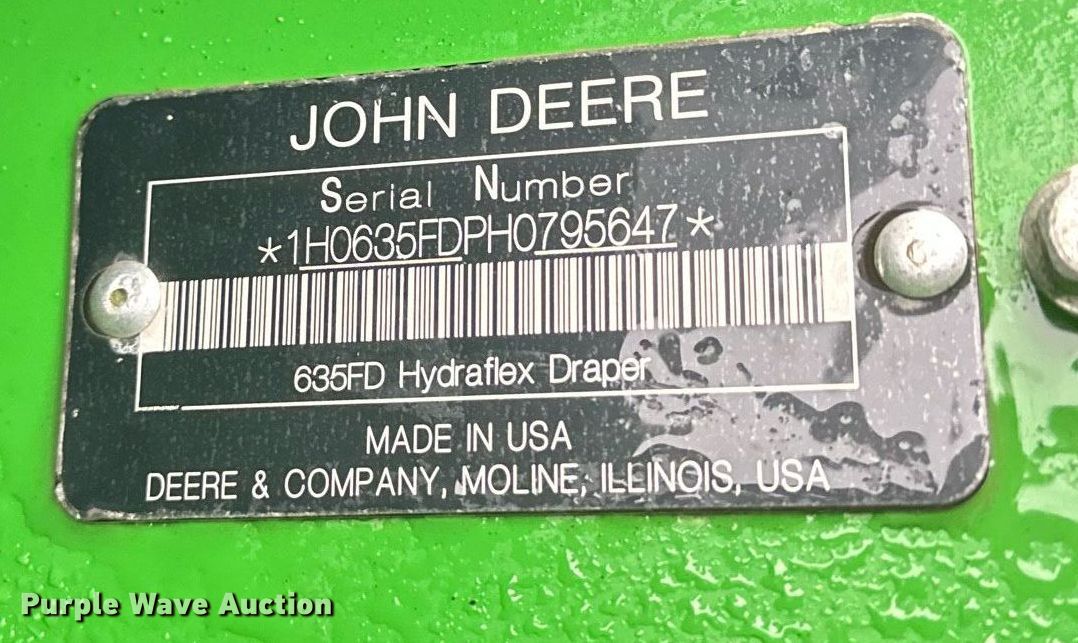 JOHN DEERE
Serial Number
*1H0635FDPH0795647*
635FD Hydraflex Draper
MADE IN USA
DEERE & COMPANY, MOLINE, ILLINOIS, USA
Purple Wave Auction